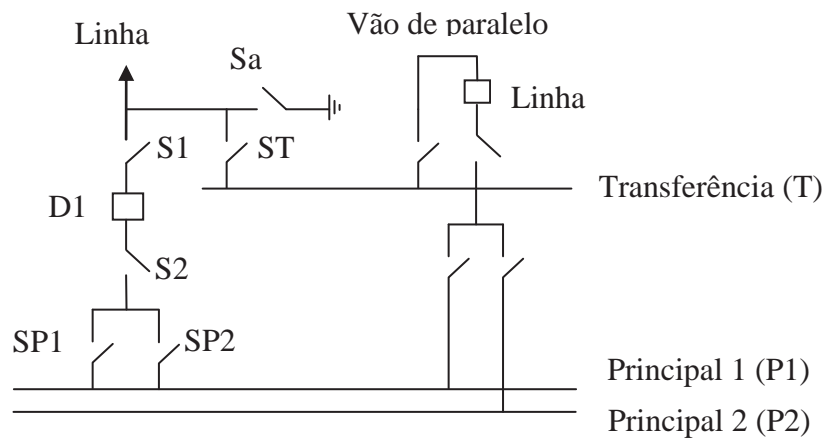 Vão de paralelo
Linha
Sa
Linha
S1
ST
D1
Transferência (T)
S2
SP1
SP2
Principal 1 (P1)
Principal 2 (P2)